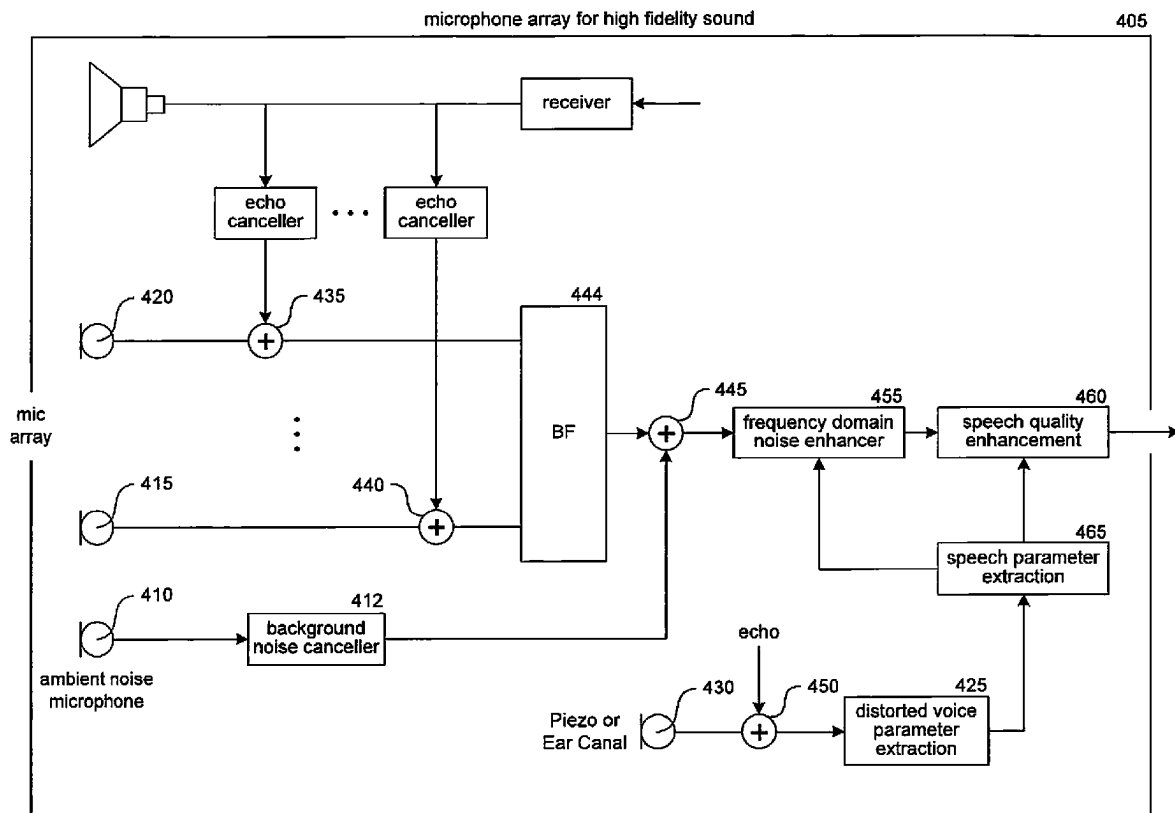 microphone array for high fidelity sound
405
receiver
echo
canceller
echo
canceller
420
435
444
mic
array
BF
445
455
frequency domain
noise enhancer
460
speech quality
enhancement
415
440
465
speech parameter
extraction
410
412
background
noise canceller
ambient noise
microphone
echo
430
450
425
Piezo or
Ear Canal
distorted voice
parameter
extraction